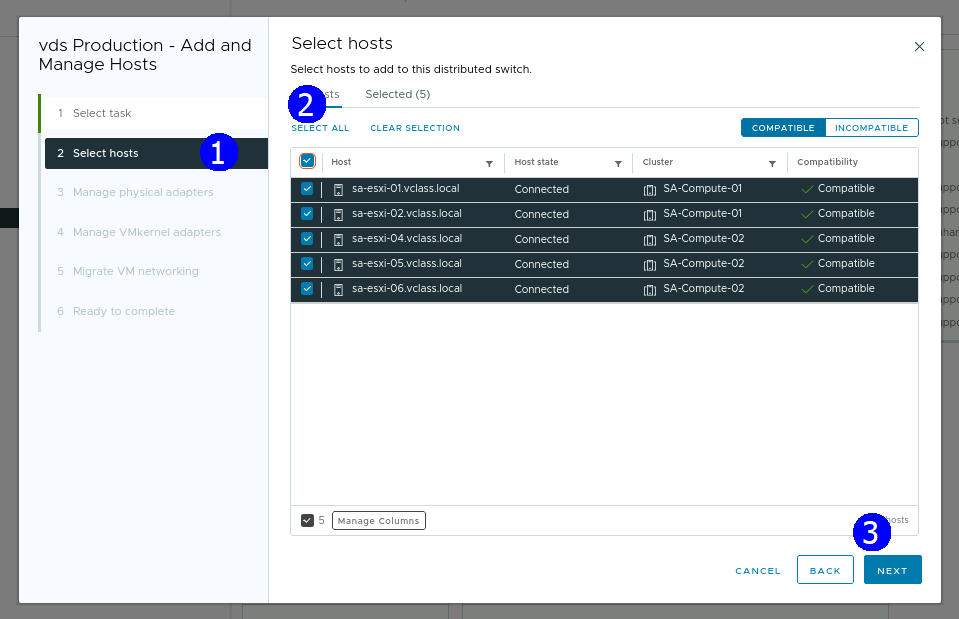 vds Production - Add and
Manage Hosts
1 Select task
2 Select hosts
1
3 Manage physical adapters
4 Manage VMkernel adapters
5 Migrate VM networking
6 Ready to complete
Select hosts
Select hosts to add to this distributed switch.
2
Selected (5)
SELECT ALL CLEAR SELECTION
COMPATIBLE INCOMPATIBLE
Host Host state Cluster Compatibility
sa-esxi-01.vclass.local Connected SA-Compute-01 Compatible
sa-esxi-02.vclass.local Connected SA-Compute-01 Compatible
sa-esxi-04.vclass.local Connected SA-Compute-02 Compatible
sa-esxi-05.vclass.local Connected SA-Compute-02 Compatible
sa-esxi-06.vclass.local Connected SA-Compute-02 Compatible
5 Manage Columns hosts
3
CANCEL BACK NEXT